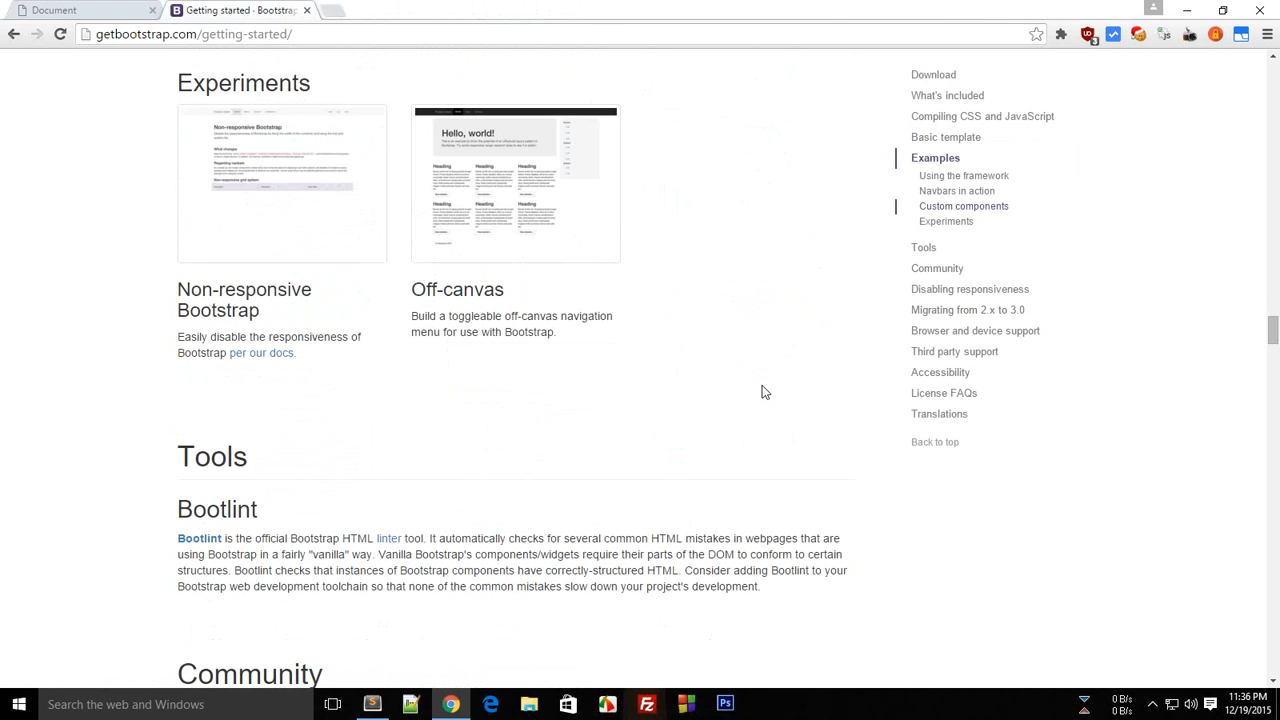 Document
Getting started · Bootstrap
getbootstrap.com/getting-started/
Experiments
Non-responsive Bootstrap
Hello, world!
Heading Heading Heading
Heading Heading Heading
Non-responsive
Bootstrap
Easily disable the responsiveness of
Bootstrap per our docs.
Off-canvas
Build a toggleable off-canvas navigation
menu for use with Bootstrap.
Tools
Bootlint
Bootlint is the official Bootstrap HTML linter tool. It automatically checks for several common HTML mistakes in webpages that are
using Bootstrap in a fairly "vanilla" way. Vanilla Bootstrap's components/widgets require their parts of the DOM to conform to certain
structures. Bootlint checks that instances of Bootstrap components have correctly-structured HTML. Consider adding Bootlint to your
Bootstrap web development toolchain so that none of the common mistakes slow down your project's development.
Community
Download
What's included
Compiling CSS and JavaScript
Basic template
Examples
Using the framework
Navbars in action
Custom components
Experiments
Tools
Community
Disabling responsiveness
Migrating from 2.x to 3.0
Browser and device support
Third party support
Accessibility
License FAQs
Translations
Back to top
Search the web and Windows
Ps
0 B/s
0 B/s
11:36 PM
12/19/2015